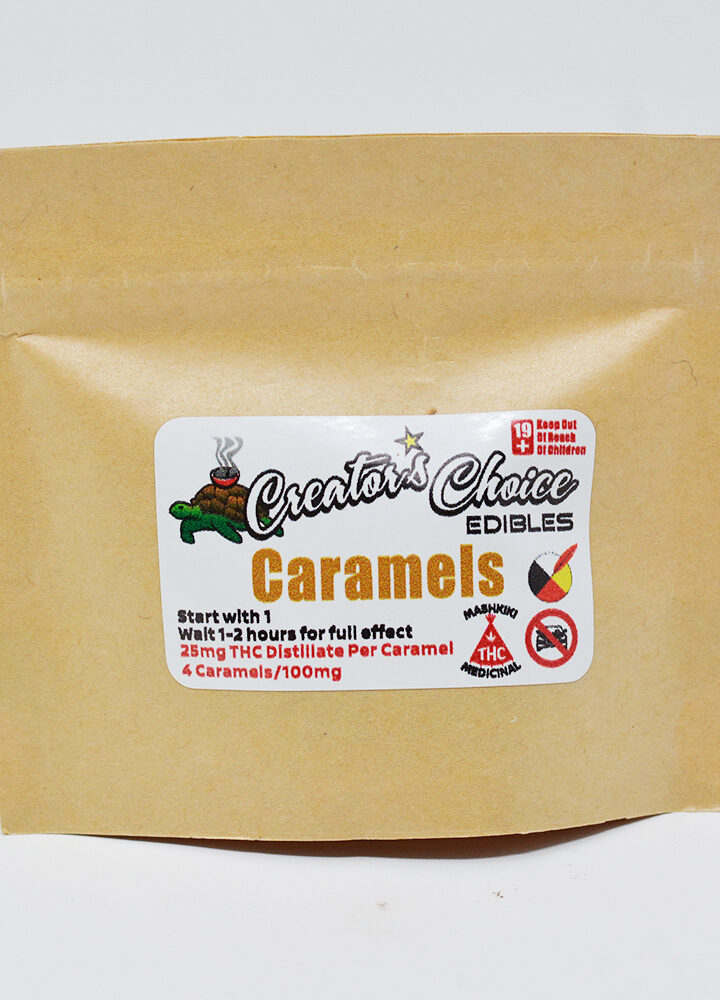 19+
Keep Out
Of Reach
Of Children
Creator's Choice
EDIBLES
Caramels
Start with 1
Wait 1-2 hours for full effect
25mg THC Distillate Per Caramel
4 Caramels/100mg
MASHKIKI
THC
MEDICINAL